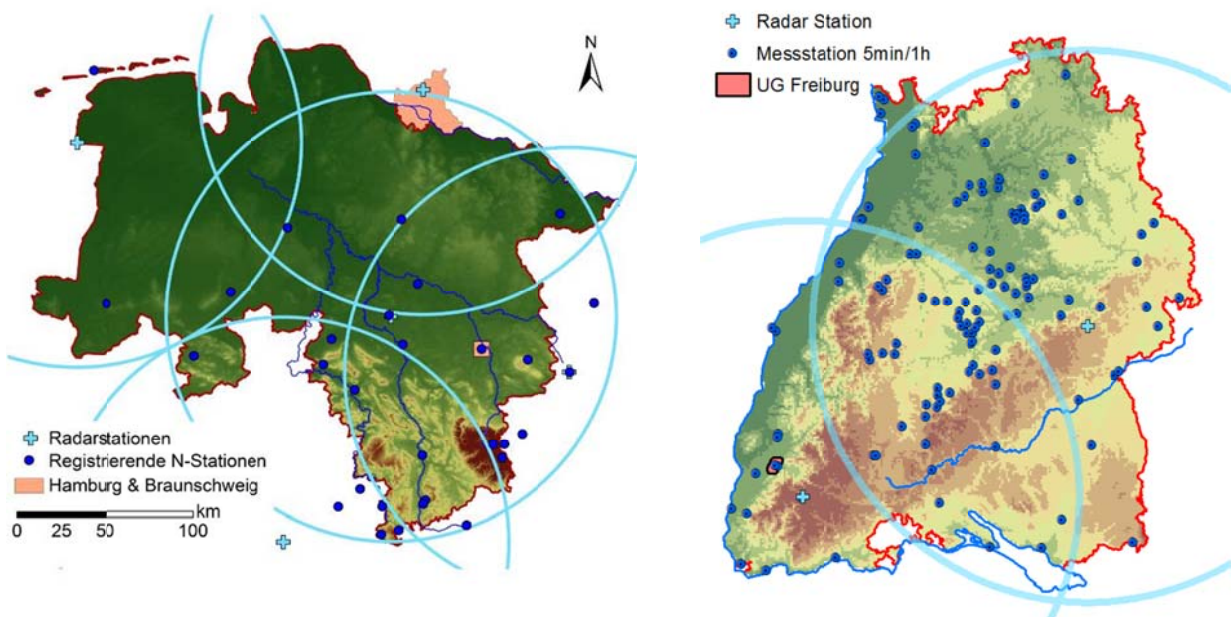 N
Radarstationen
Registrierende N-Stationen
Hamburg & Braunschweig
km
0 25 50 100
Radar Station
Messstation 5min/1h
UG Freiburg